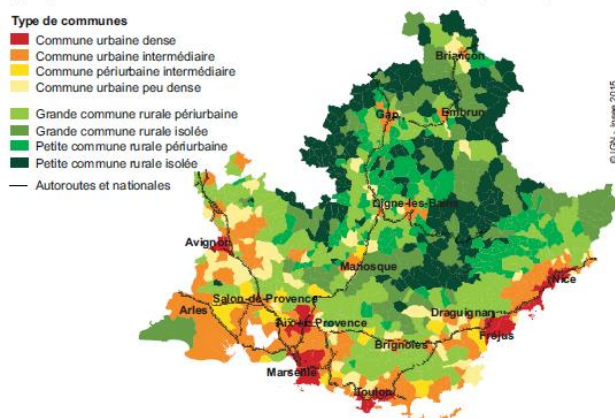 Type de communes
Commune urbaine dense
Commune urbaine intermédiaire
Commune périurbaine intermédiaire
Commune urbaine peu dense
Grande commune rurale périurbaine
Grande commune rurale isolée
Petite commune rurale périurbaine
Petite commune rurale isolée
Autoroutes et nationales
Briançon
Gap
Embrun
© IGN - Insee 2015
Digne-les-Bains
Avignon
Manosque
Nice
Salon-de-Provence
Arles
Draguignan
Aix-en-Provence
Fréjus
Brignoles
Marseille
Toulon